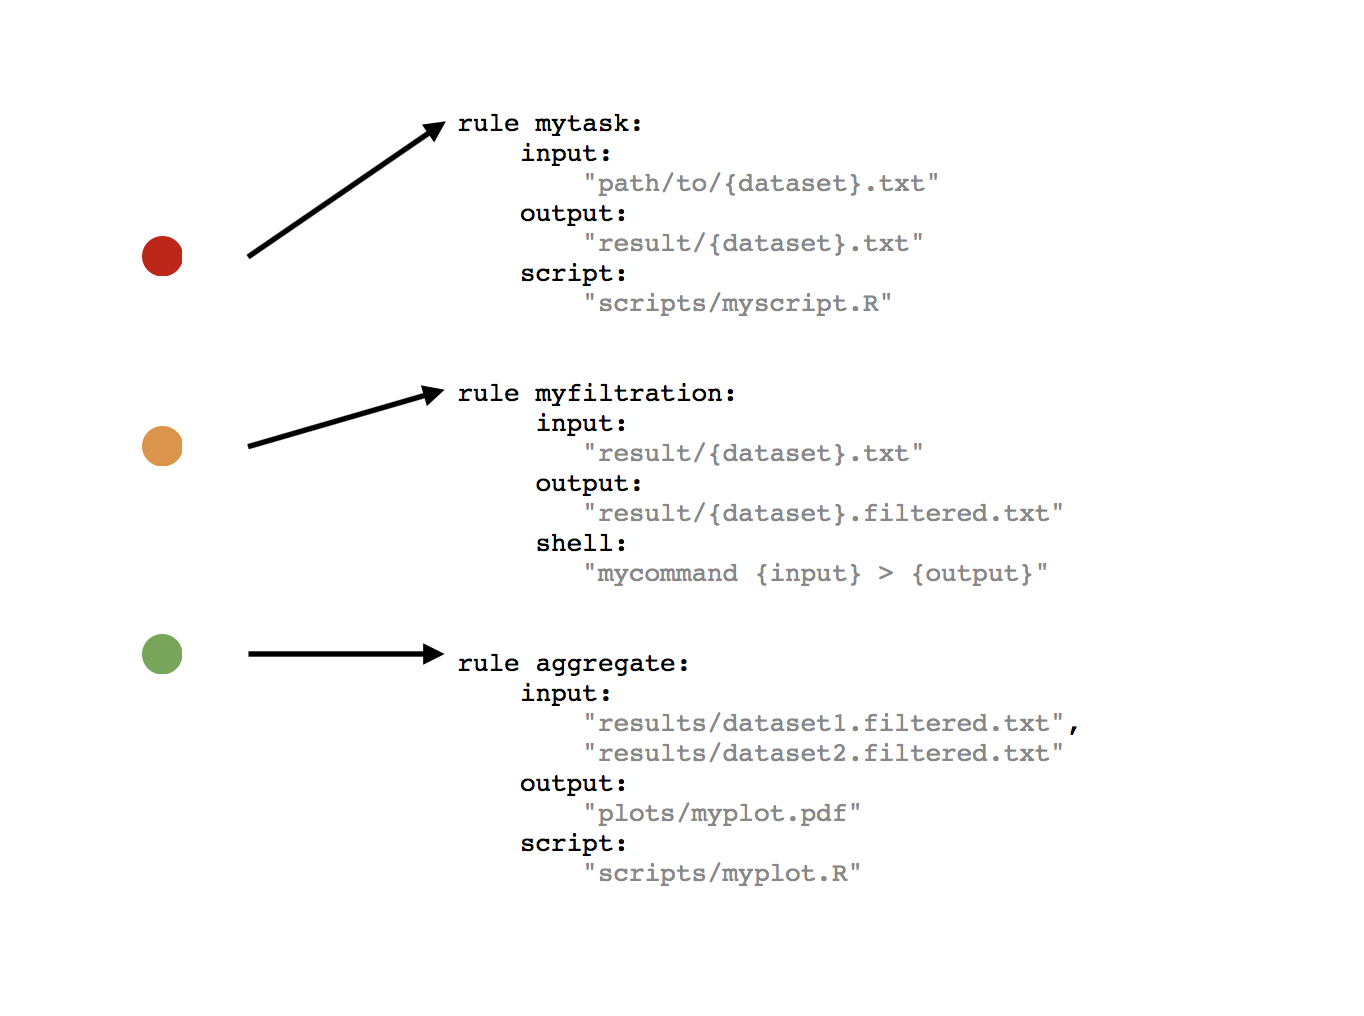 rule mytask:
    input:
        "path/to/{dataset}.txt"
    output:
        "result/{dataset}.txt"
    script:
        "scripts/myscript.R"
rule myfiltration:
     input:
        "result/{dataset}.txt"
     output:
        "result/{dataset}.filtered.txt"
     shell:
        "mycommand {input} > {output}"
rule aggregate:
    input:
        "results/dataset1.filtered.txt",
        "results/dataset2.filtered.txt"
    output:
        "plots/myplot.pdf"
    script:
        "scripts/myplot.R"